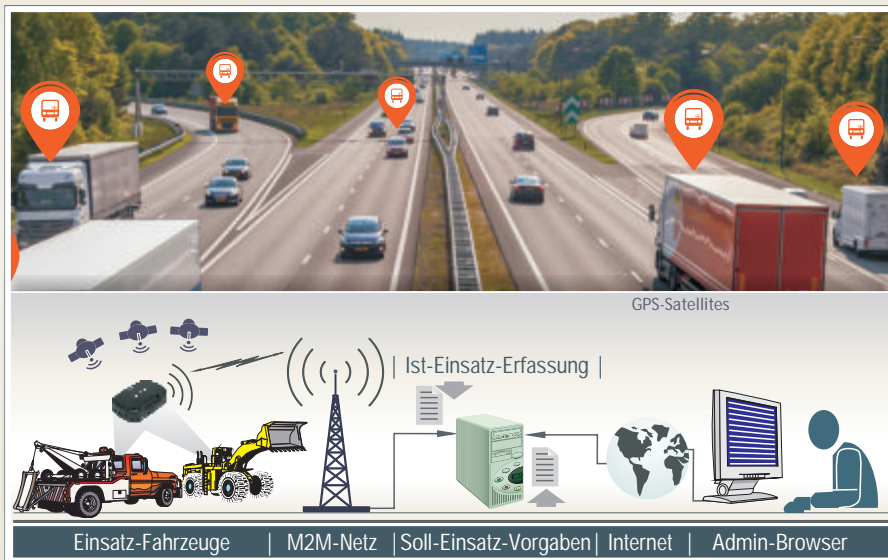 GPS-Satellites
| Ist-Einsatz-Erfassung |
Einsatz-Fahrzeuge | M2M-Netz | Soll-Einsatz-Vorgaben | Internet | Admin-Browser